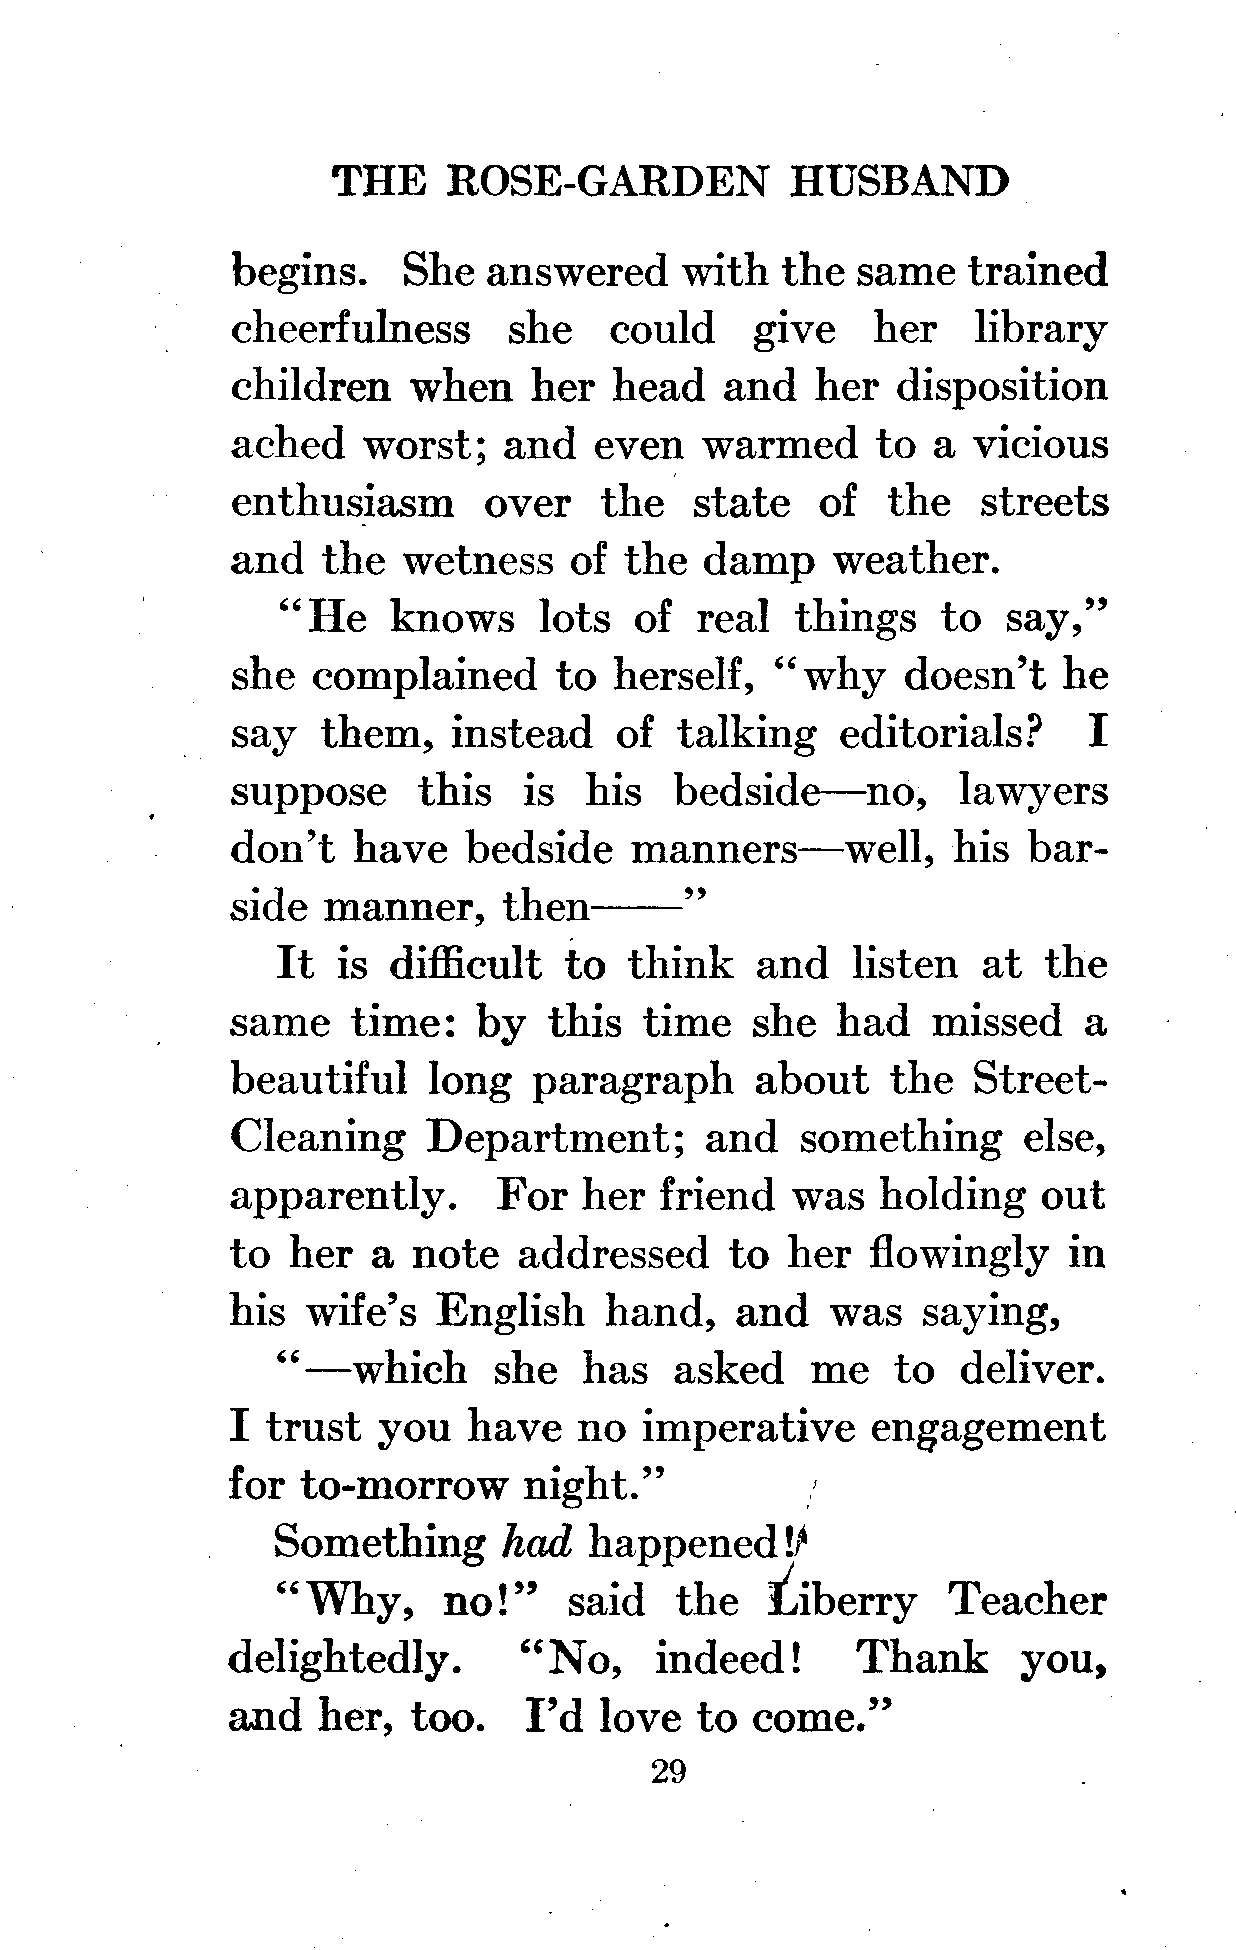 THE ROSE-GARDEN HUSBAND
begins. She answered with the same trained
cheerfulness she could give her library
children when her head and her disposition
ached worst; and even warmed to a vicious
enthusiasm over the state of the streets
and the wetness of the damp weather.
"He knows lots of real things to say,"
she complained to herself, "why doesn't he
say them, instead of talking editorials? I
suppose this is his bedside—no, lawyers
don't have bedside manners—well, his bar-
side manner, then——"
It is difficult to think and listen at the
same time: by this time she had missed a
beautiful long paragraph about the Street-
Cleaning Department; and something else,
apparently. For her friend was holding out
to her a note addressed to her flowingly in
his wife's English hand, and was saying,
"—which she has asked me to deliver.
I trust you have no imperative engagement
for to-morrow night."
Something had happened!
"Why, no!" said the Liberry Teacher
delightedly. "No, indeed! Thank you,
and her, too. I'd love to come."
29